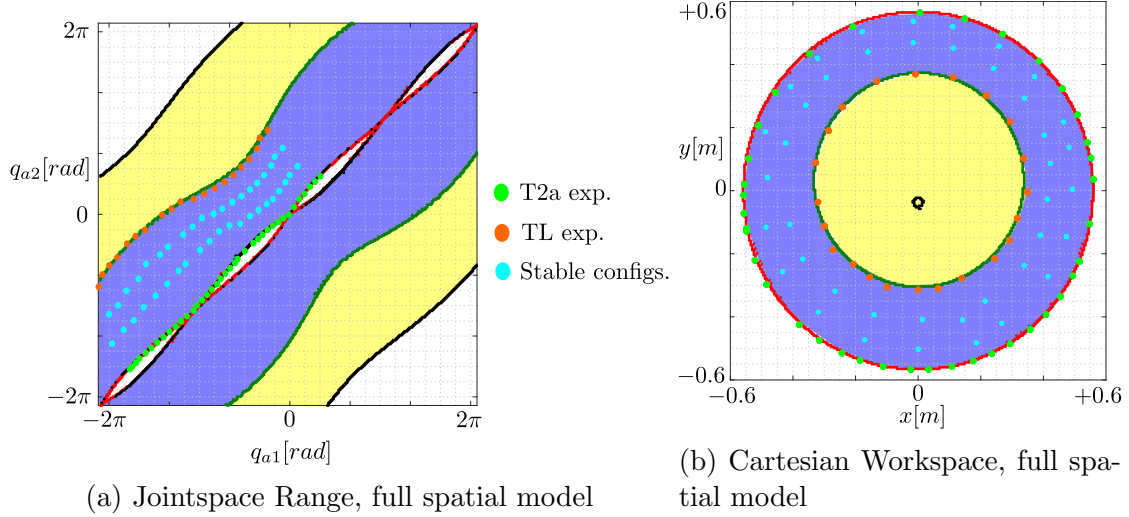 2π
q_{a2}[rad]
0
−2π
−2π
0
2π
q_{a1}[rad]
(a) Jointspace Range, full spatial model
T2a exp.
TL exp.
Stable configs.
+0.6
y[m]
0
−0.6
−0.6
0
+0.6
x[m]
(b) Cartesian Workspace, full spa-
tial model